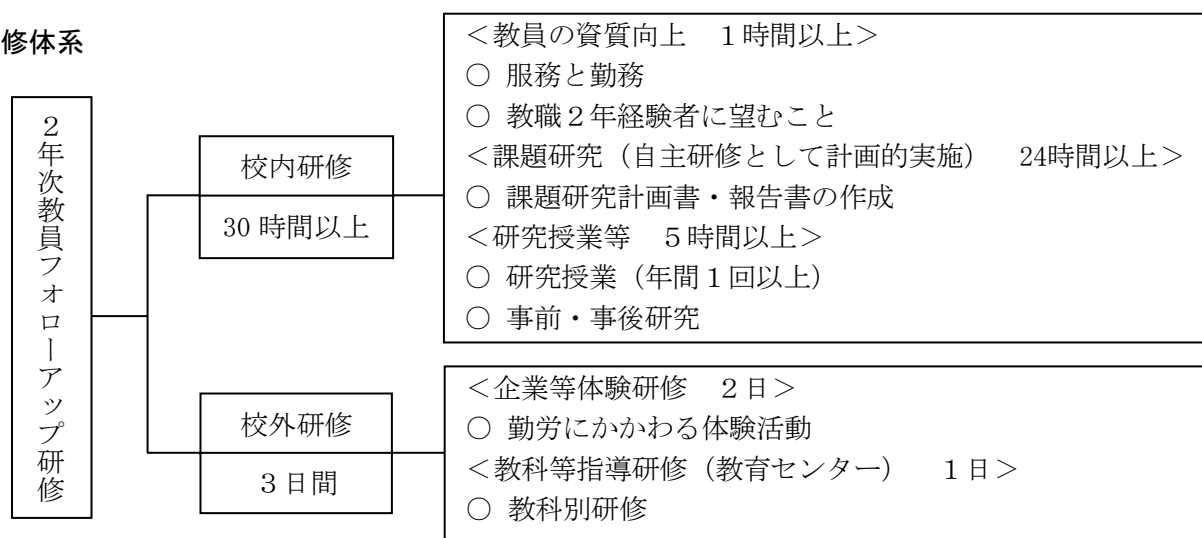 修体系
2年次教員フォローアップ研修
校内研修
30 時間以上
＜教員の資質向上　１時間以上＞
○ 服務と勤務
○ 教職２年経験者に望むこと
＜課題研究（自主研修として計画的実施）　24時間以上＞
○ 課題研究計画書・報告書の作成
＜研究授業等　５時間以上＞
○ 研究授業（年間１回以上）
○ 事前・事後研究
校外研修
３日間
＜企業等体験研修　２日＞
○ 勤労にかかわる体験活動
＜教科等指導研修（教育センター）　１日＞
○ 教科別研修